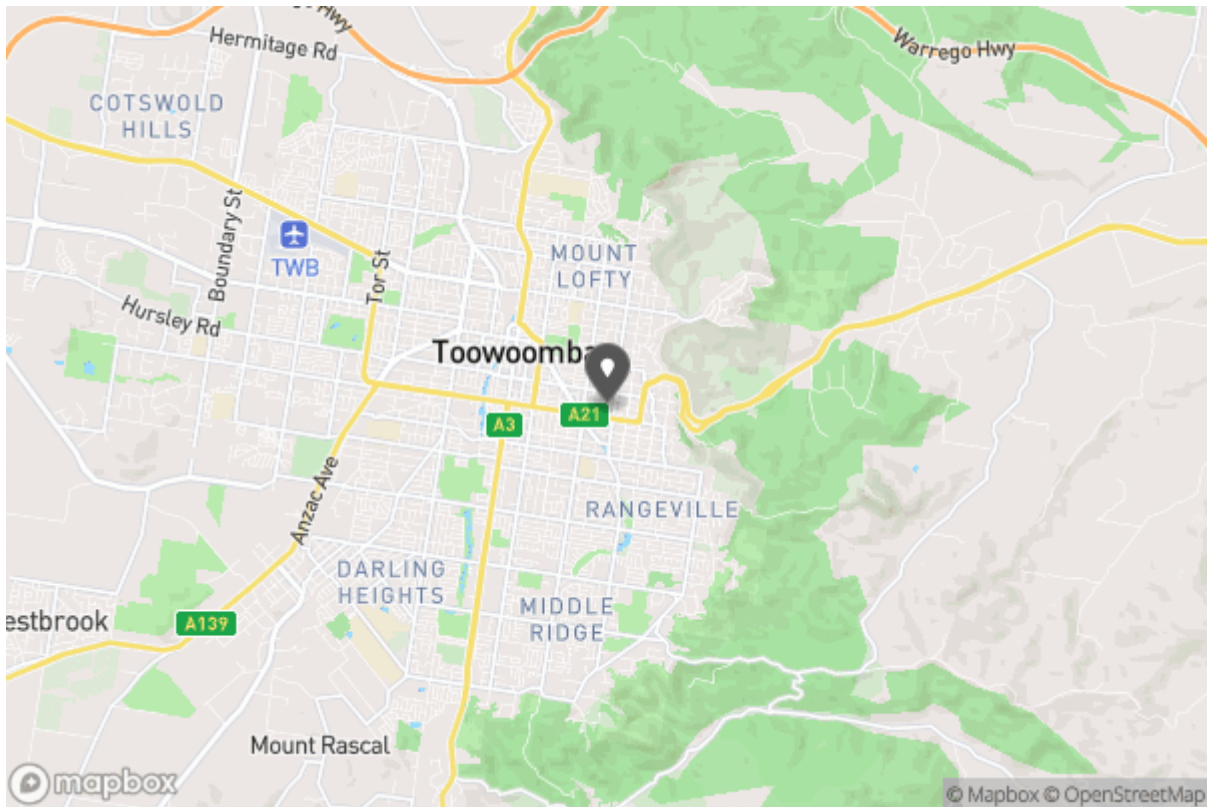 Hwy
Hermitage Rd
Warrego Hwy
COTSWOLD
HILLS
Boundary St
TWB
Tor St
MOUNT
LOFTY
Hursley Rd
Toowoomba
A21
A3
Anzac Ave
RANGEVILLE
DARLING
HEIGHTS
MIDDLE
RIDGE
estbrook
A139
Mount Rascal
mapbox
© Mapbox © OpenStreetMap